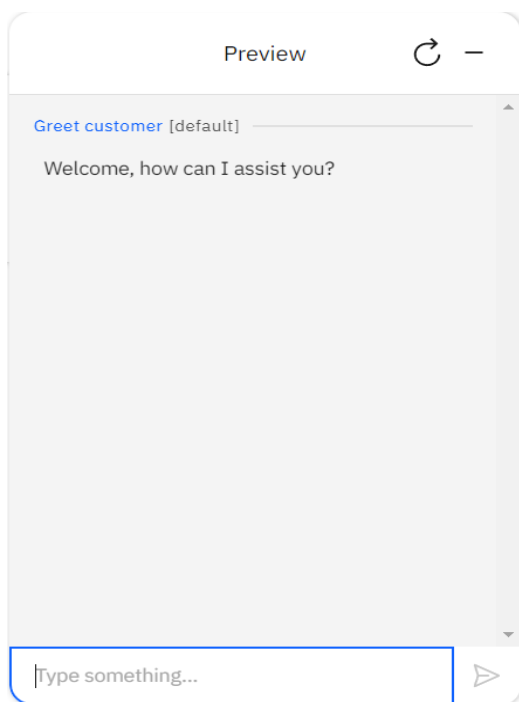 Preview
Greet customer [default]
Welcome, how can I assist you?
Type something...